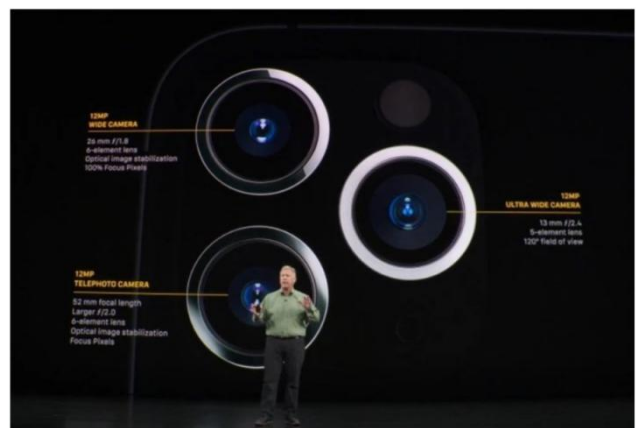 12MP
WIDE CAMERA
26 mm ƒ/1.8
6-element lens
Optical image stabilization
100% Focus Pixels
12MP
ULTRA WIDE CAMERA
13 mm ƒ/2.4
5-element lens
120° field of view
12MP
TELEPHOTO CAMERA
52 mm focal length
Larger ƒ/2.0
6-element lens
Optical image stabilization
Focus Pixels